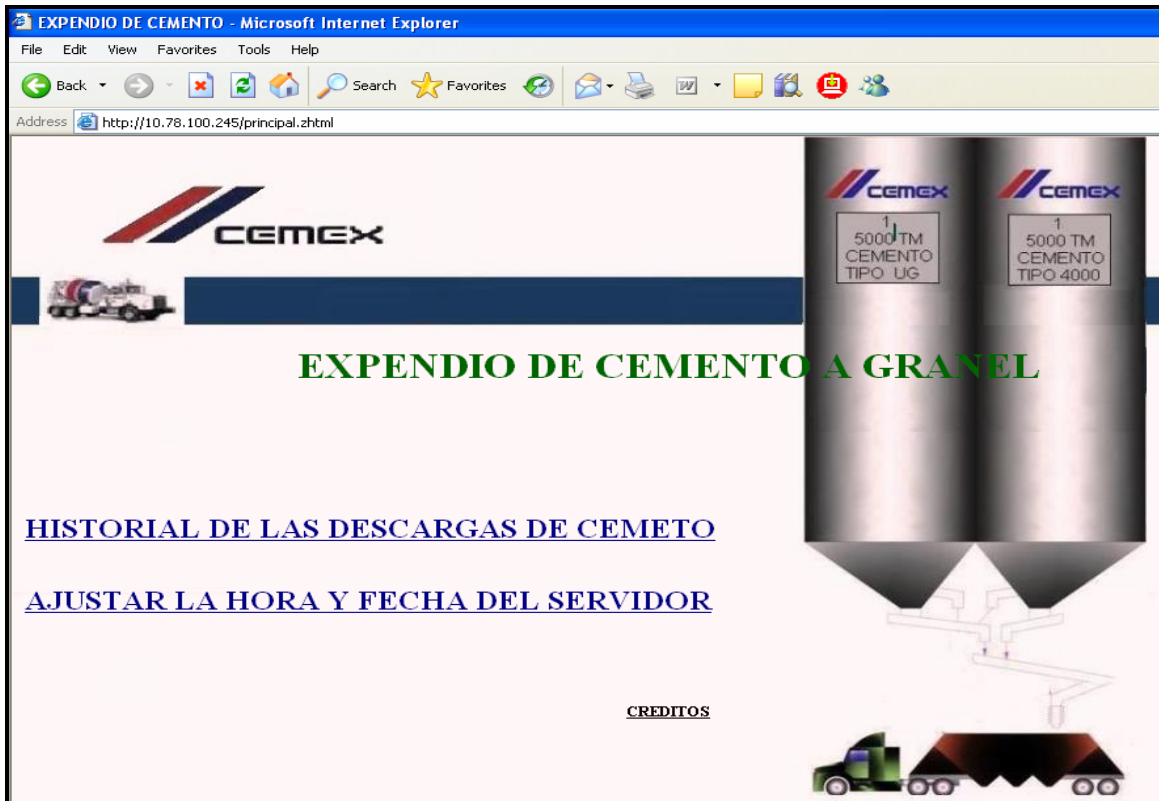 EXPENDIO DE CEMENTO - Microsoft Internet Explorer
File Edit View Favorites Tools Help
Back Search Favorites
Address http://10.78.100.245/principal.zhtml
CEMEX
CEMEX
CEMEX
1
5000 TM
CEMENTO
TIPO UG
1
5000 TM
CEMENTO
TIPO 4000
EXPENDIO DE CEMENTO A GRANEL
HISTORIAL DE LAS DESCARGAS DE CEMETO
AJUSTAR LA HORA Y FECHA DEL SERVIDOR
CREDITOS